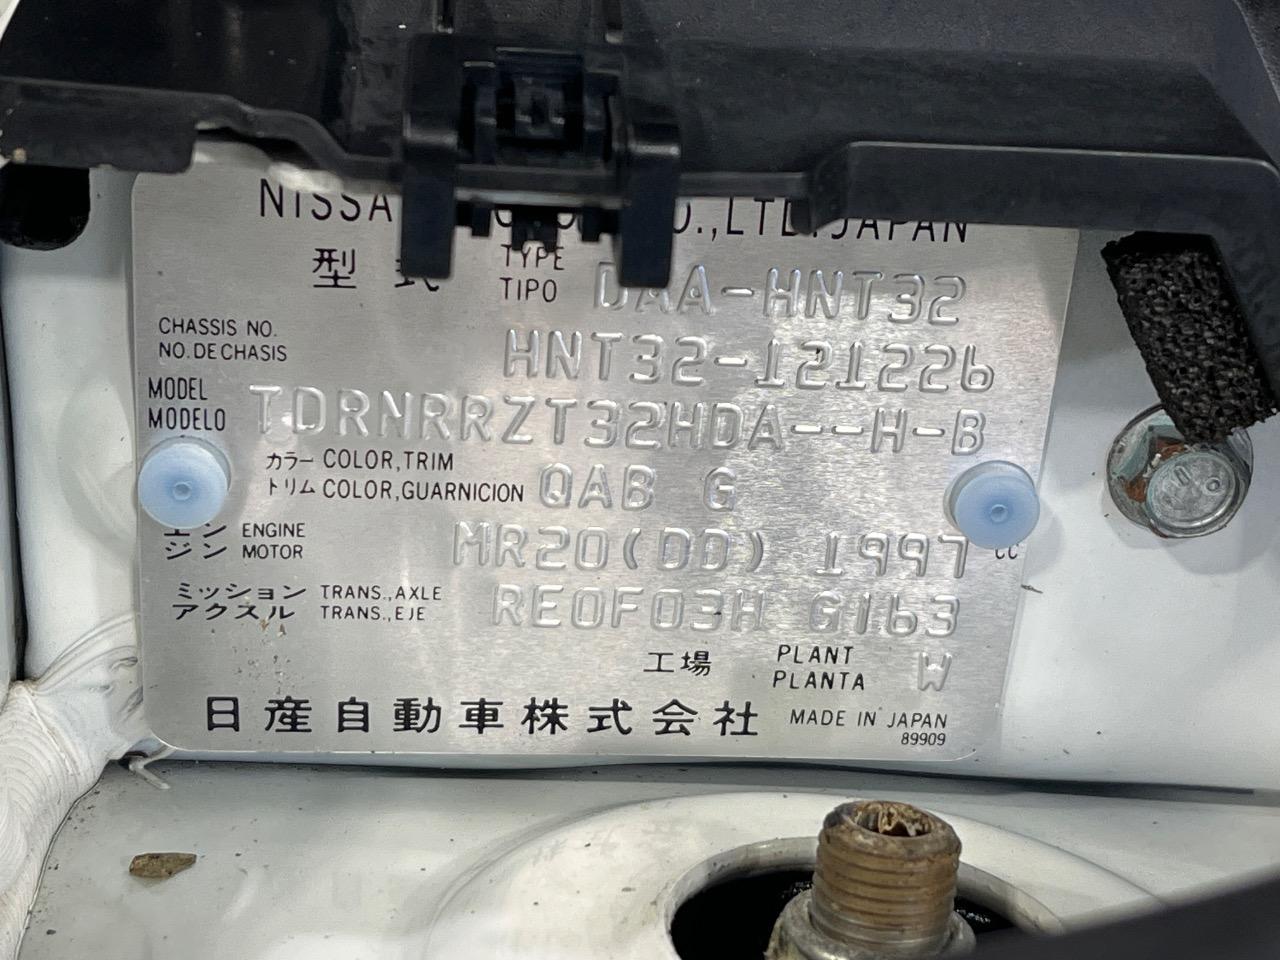 NISSA O.,LTD. JAPAN
型式 TYPE TIPO DAA-HNT32
CHASSIS NO.
NO. DE CHASIS HNT32-121226
MODEL
MODELO TDRNRRZT32HDA--H-B
カラー COLOR,TRIM
トリム COLOR,GUARNICION QAB G
エンジン ENGINE MOTOR MR20(DD) 1997 CC
ミッション TRANS.,AXLE
アクスル TRANS.,EJE RE0F03H G163
工場 PLANT PLANTA W
日産自動車株式会社 MADE IN JAPAN
89909